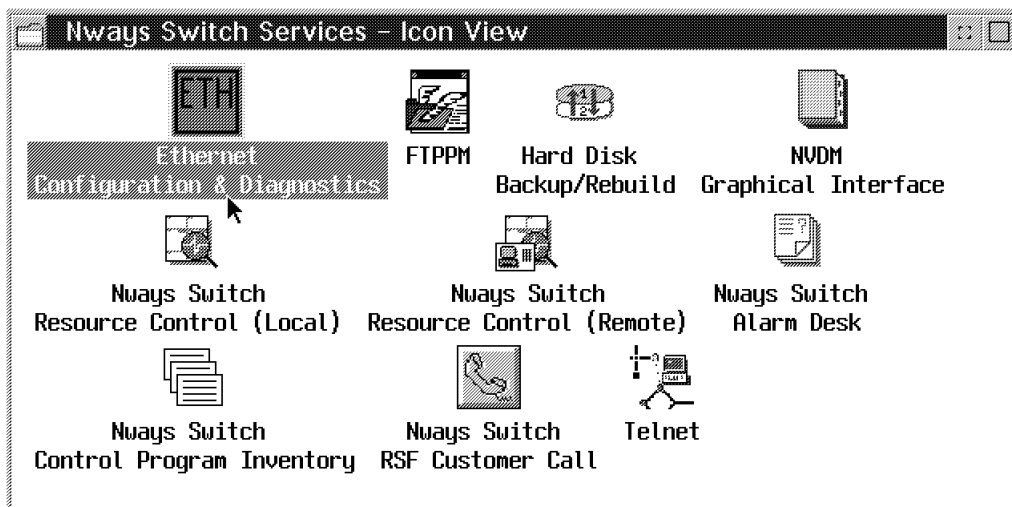 Nways Switch Services – Icon View
ETH
Ethernet
Configuration & Diagnostics
FTPPM
1
2
Hard Disk
Backup/Rebuild
NVDM
Graphical Interface
Nways Switch
Resource Control (Local)
Nways Switch
Resource Control (Remote)
?
Nways Switch
Alarm Desk
Nways Switch
Control Program Inventory
Nways Switch
RSF Customer Call
Telnet